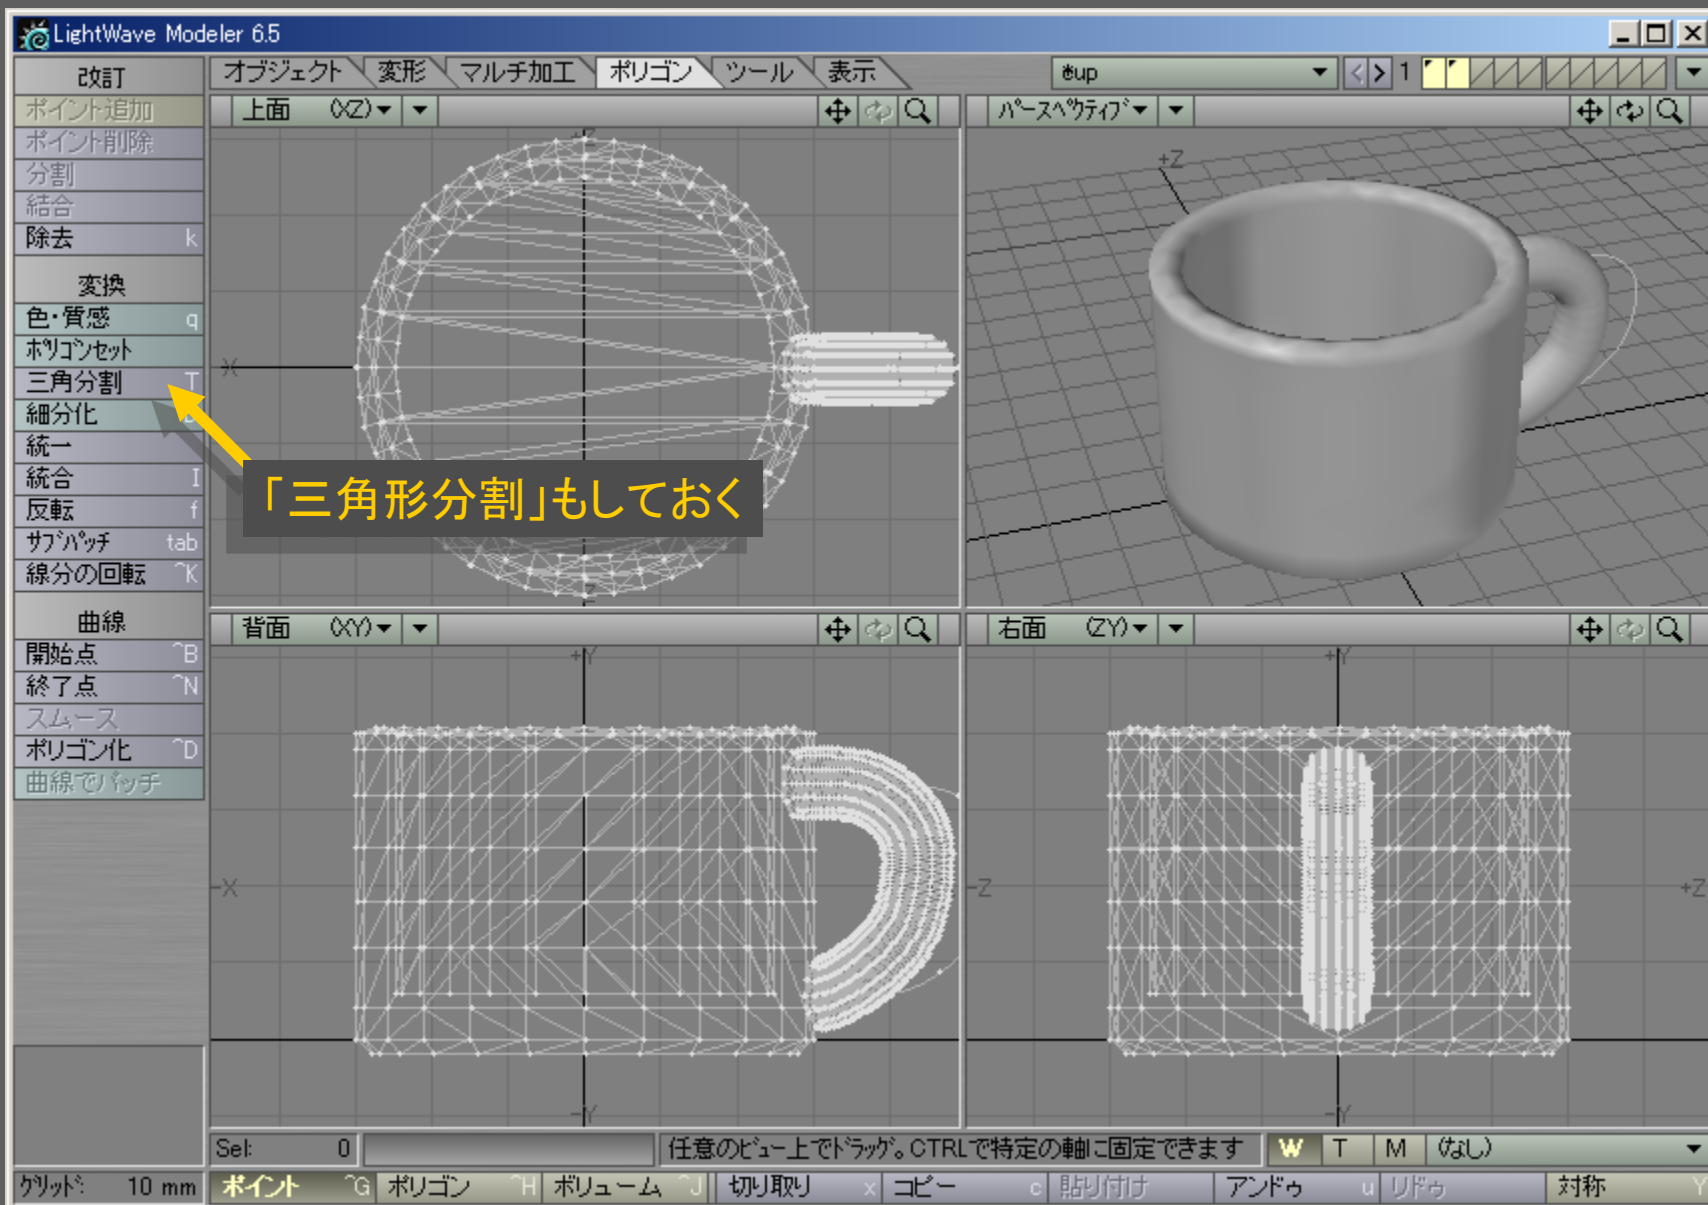 LightWave Modeler 6.5
改訂
オブジェクト 変形 マルチ加工 ポリゴン ツール 表示
*up
1
ポイント追加
ポイント削除
分割
結合
除去 k
変換
色・質感 q
ポリゴンセット
三角分割 T
細分化
統一
統合 I
反転 f
サブパッチ tab
線分の回転 ^K
曲線
開始点 ^B
終了点 ^N
スムース
ポリゴン化 ^D
曲線でパッチ
上面 (XZ)
+Z
-X
-Z
パースペクティブ
+Z
「三角形分割」もしておく
背面 (XY)
+Y
-X
-Y
右面 (ZY)
+Y
-Z
+Z
-Y
Sel: 0
任意のビュー上でドラッグ。CTRLで特定の軸に固定できます
W T M (なし)
グリッド: 10 mm
ポイント ^G ポリゴン ^H ボリューム ^J 切り取り x コピー c 貼り付け アンドゥ u リドゥ 対称 Y